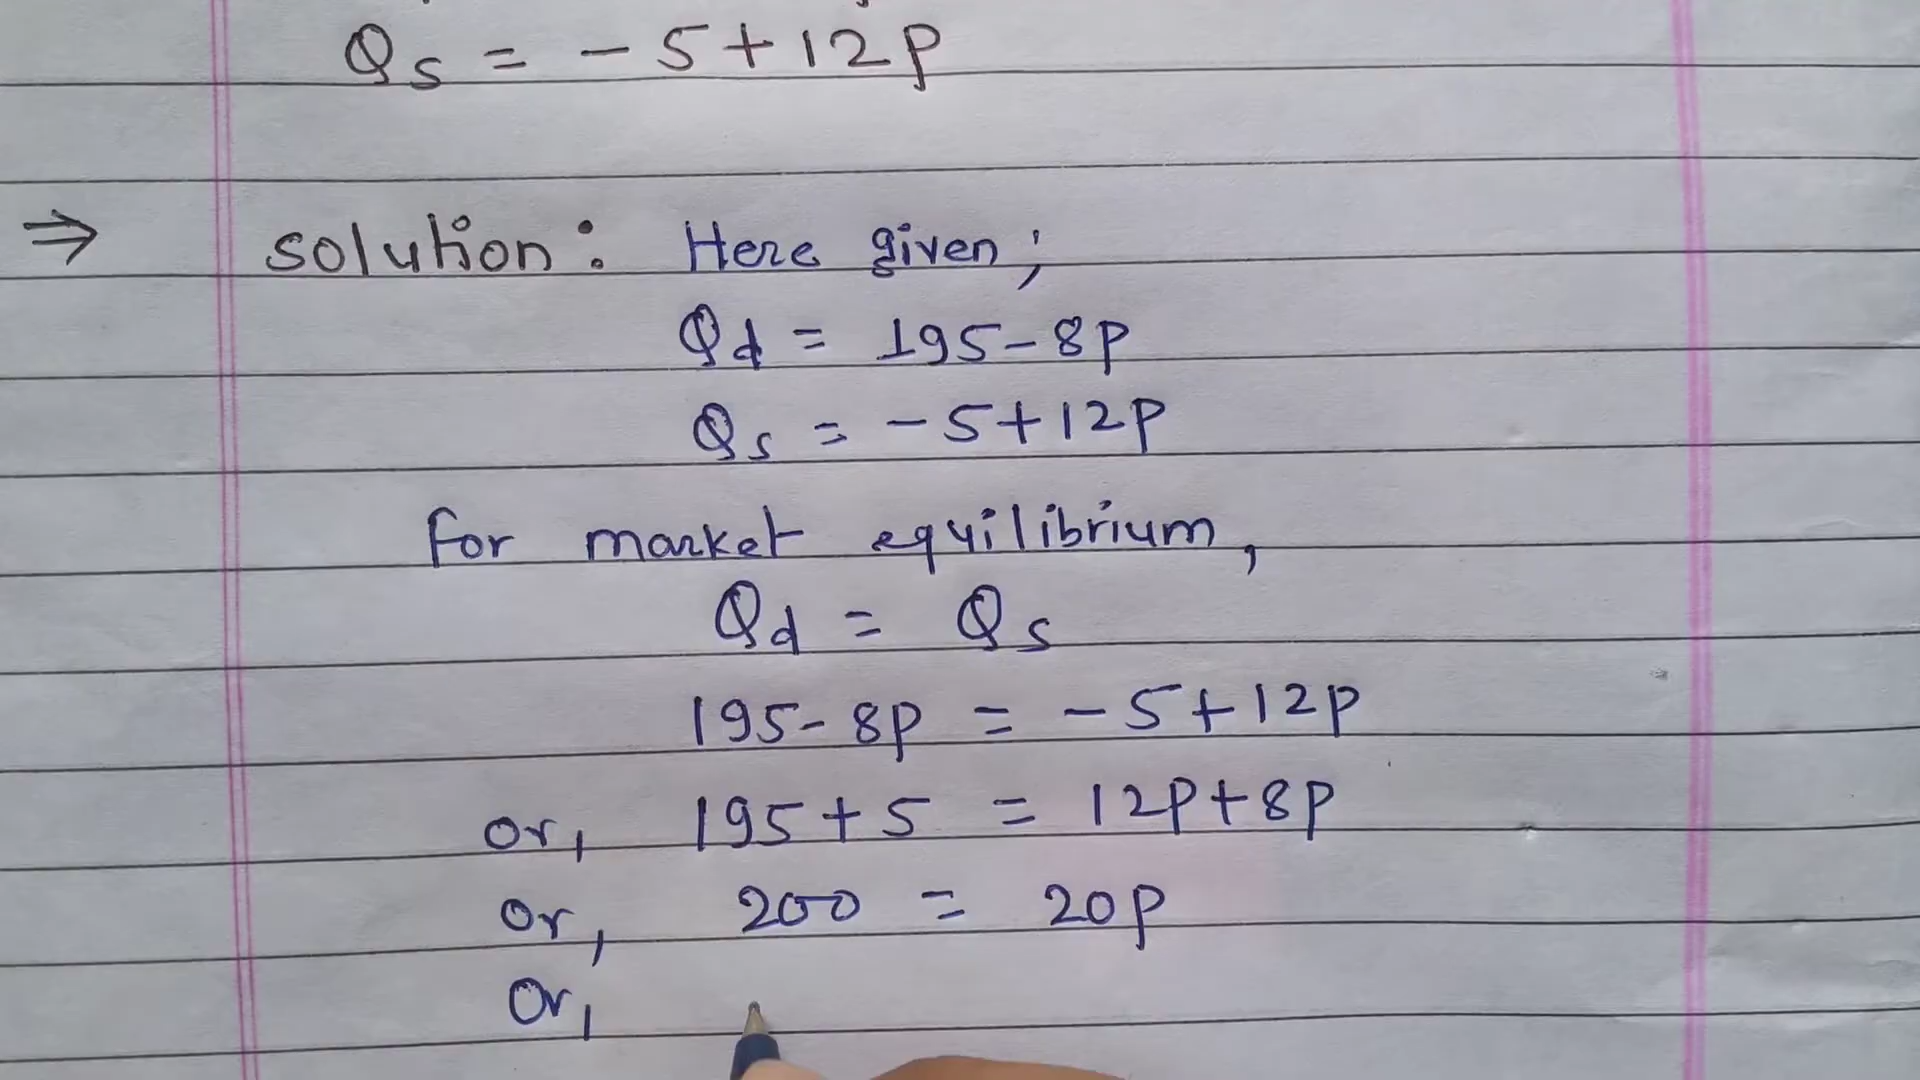 Qs = -5+12p
⇒ solution: Here given;
Qd = 195-8p
Qs = -5+12p
For market equilibrium,
Qd = Qs
195-8p = -5+12p
or, 195+5 = 12p+8p
or, 200 = 20p
or,